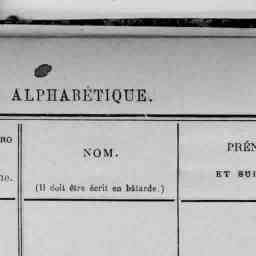 ALPHABÉTIQUE.
NOM.
(Il doit être écrit en bâtarde.)